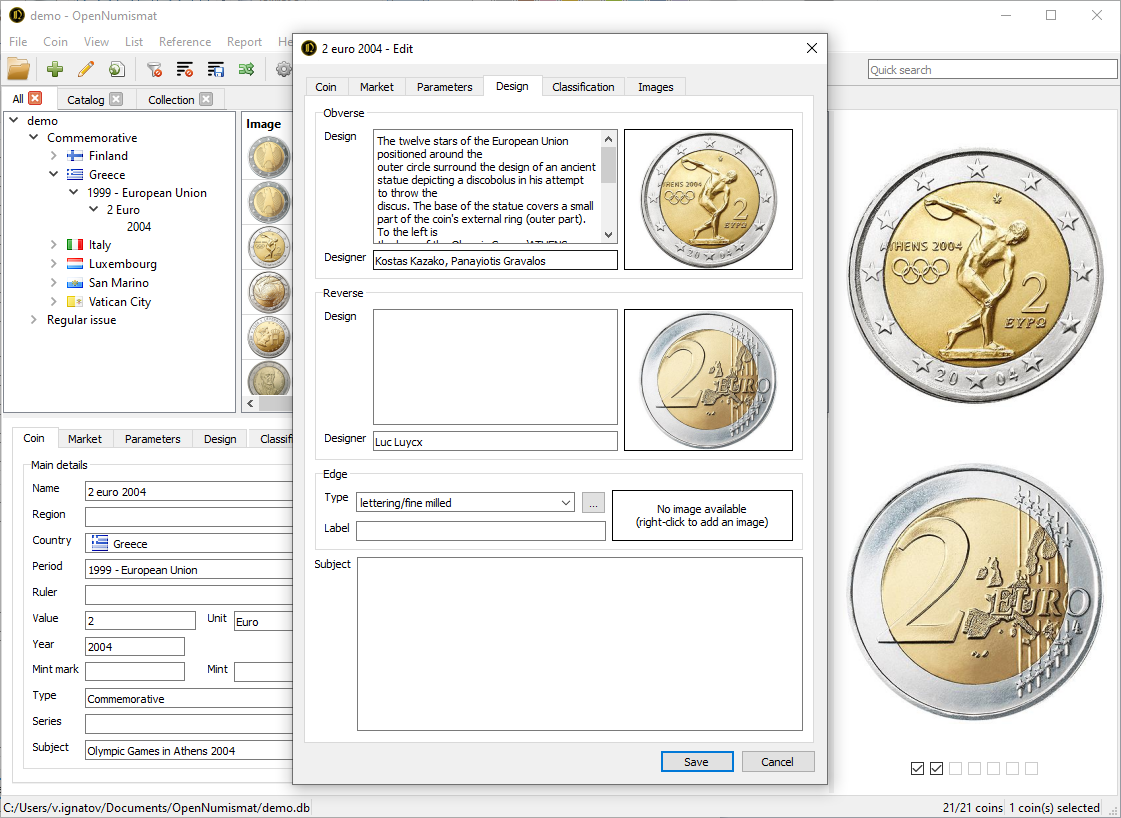 demo - OpenNumismat
File Coin View List Reference Report He
Quick search
All Catalog Collection
demo
Commemorative
Finland
Greece
1999 - European Union
2 Euro
2004
Italy
Luxembourg
San Marino
Vatican City
Regular issue
Image
Coin Market Parameters Design Classifi
Main details
Name 2 euro 2004
Region
Country Greece
Period 1999 - European Union
Ruler
Value 2 Unit Euro
Year 2004
Mint mark Mint
Type Commemorative
Series
Subject Olympic Games in Athens 2004
2 euro 2004 - Edit
Coin Market Parameters Design Classification Images
Obverse
Design
The twelve stars of the European Union
positioned around the
outer circle surround the design of an ancient
statue depicting a discobolus in his attempt
to throw the
discus. The base of the statue covers a small
part of the coin's external ring (outer part).
To the left is
ATHENS 2004
2
ΕΥΡΩ
20 04
Designer Kostas Kazako, Panayiotis Gravalos
Reverse
Design
2 EURO
Designer Luc Luycx
Edge
Type lettering/fine milled ...
No image available
(right-click to add an image)
Label
Subject
Save Cancel
ATHENS 2004
2
ΕΥΡΩ
20 04
2 EURO
C:/Users/v.ignatov/Documents/OpenNumismat/demo.db
21/21 coins 1 coin(s) selected